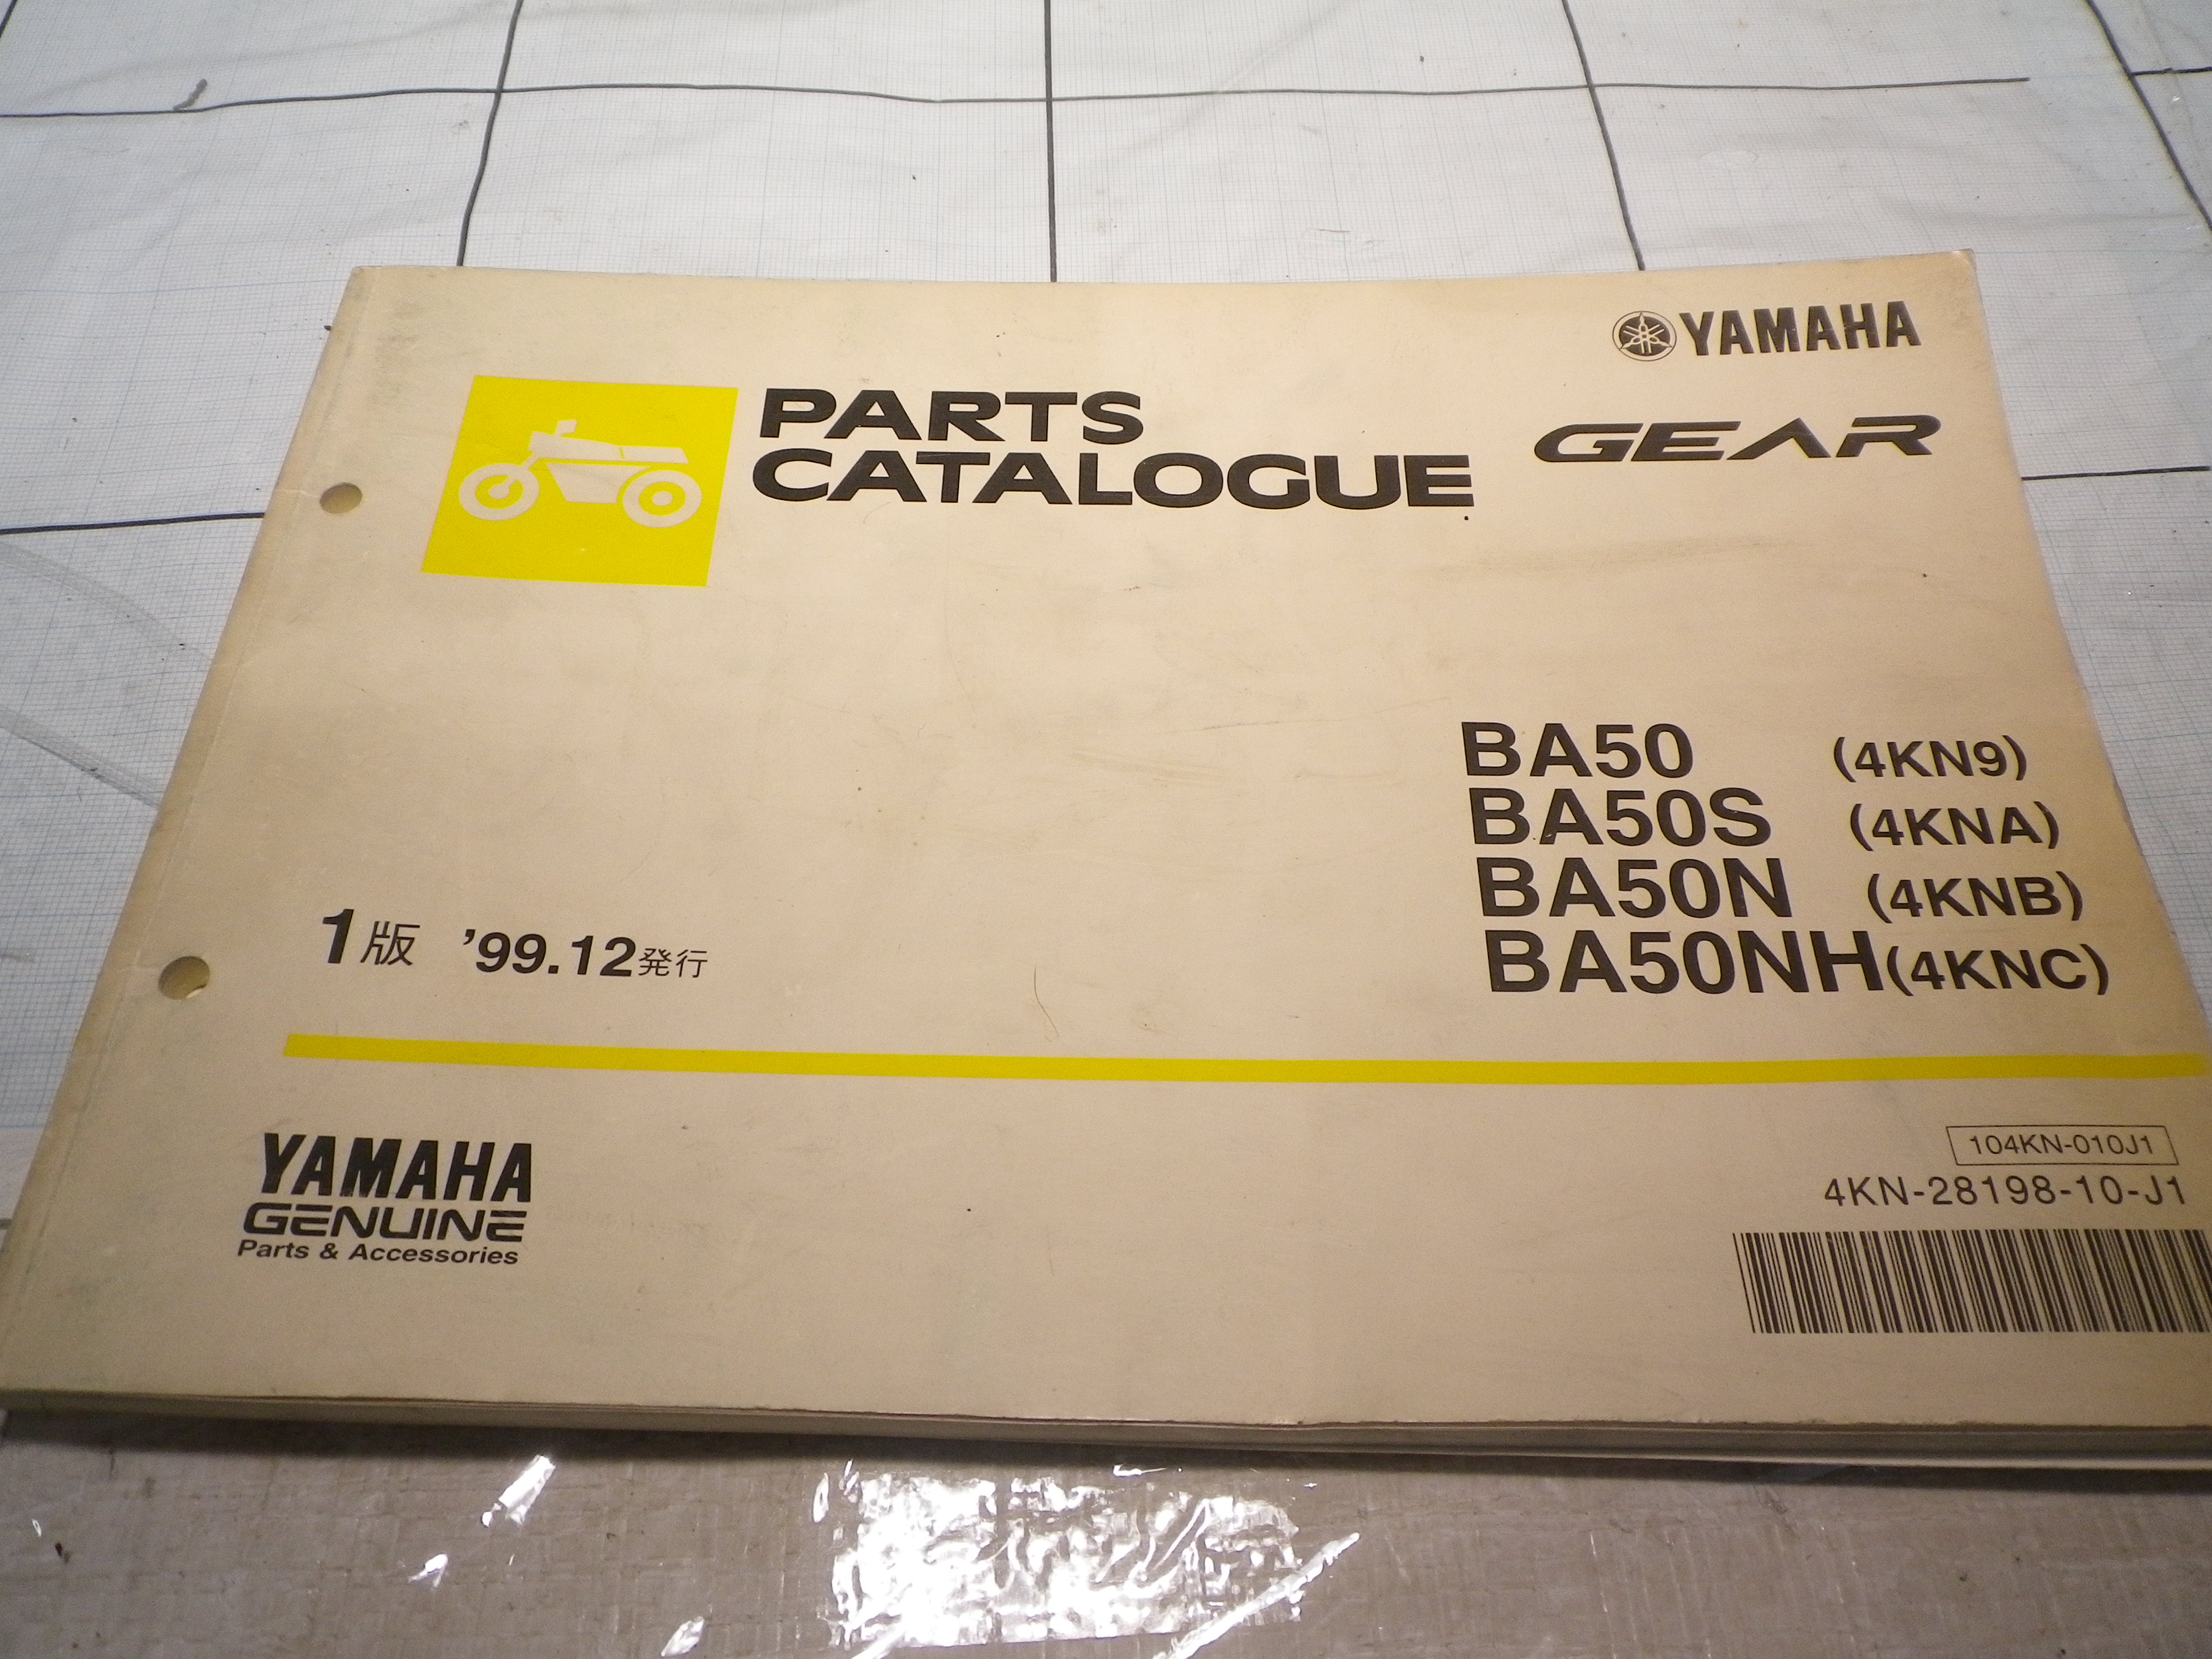 YAMAHA
PARTS
CATALOGUE
GEAR
BA50 (4KN9)
BA50S (4KNA)
BA50N (4KNB)
BA50NH(4KNC)
1版 '99.12発行
YAMAHA
GENUINE
Parts & Accessories
104KN-010J1
4KN-28198-10-J1